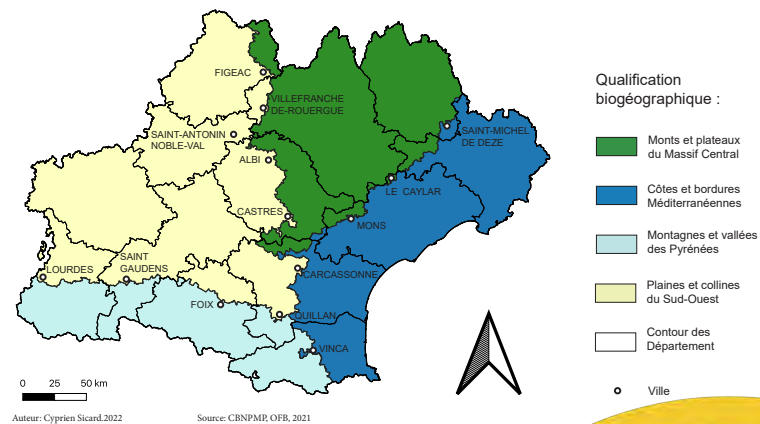 FIGEAC
VILLEFRANCHE
DE-ROUERGUE
SAINT-ANTONIN
NOBLE-VAL
ALBI
SAINT-MICHEL
DE DEZE
LE CAYLAR
CASTRES
MONS
LOURDES
SAINT
GAUDENS
CARCASSONNE
FOIX
QUILLAN
VINCA
0 25 50 km
Auteur: Cyprien Sicard.2022
Source: CBNPMP, OFB, 2021
Qualification
biogéographique :
Monts et plateaux
du Massif Central
Côtes et bordures
Méditerranéennes
Montagnes et vallées
des Pyrénées
Plaines et collines
du Sud-Ouest
Contour des
Département
Ville